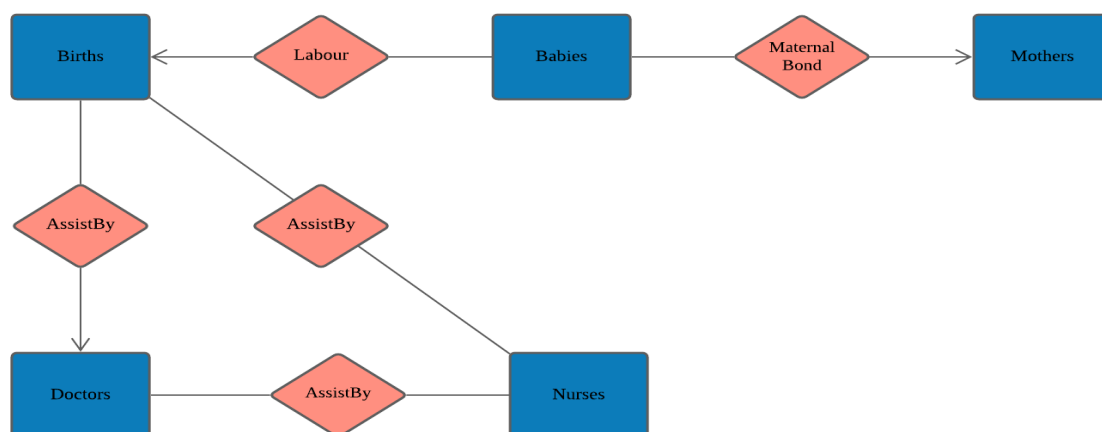 Births
Labour
Babies
Maternal
Bond
Mothers
AssistBy
AssistBy
Doctors
AssistBy
Nurses